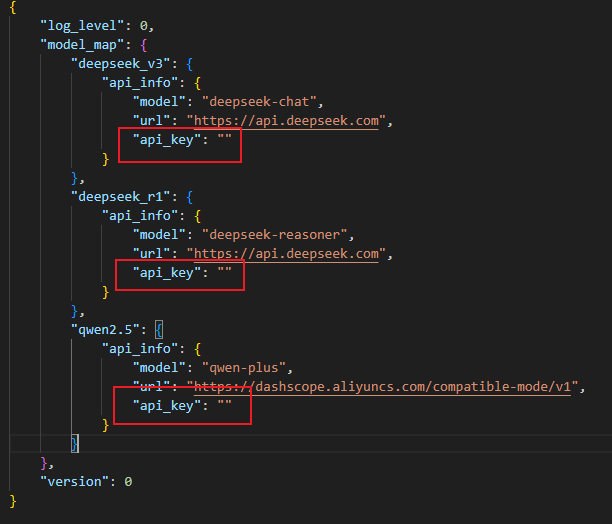 {
    "log_level": 0,
    "model_map": {
        "deepseek_v3": {
            "api_info": {
                "model": "deepseek-chat",
                "url": "https://api.deepseek.com",
                "api_key": ""
            }
        },
        "deepseek_r1": {
            "api_info": {
                "model": "deepseek-reasoner",
                "url": "https://api.deepseek.com",
                "api_key": ""
            }
        },
        "qwen2.5": {
            "api_info": {
                "model": "qwen-plus",
                "url": "https://dashscope.aliyuncs.com/compatible-mode/v1",
                "api_key": ""
            }
        }
    },
    "version": 0
}